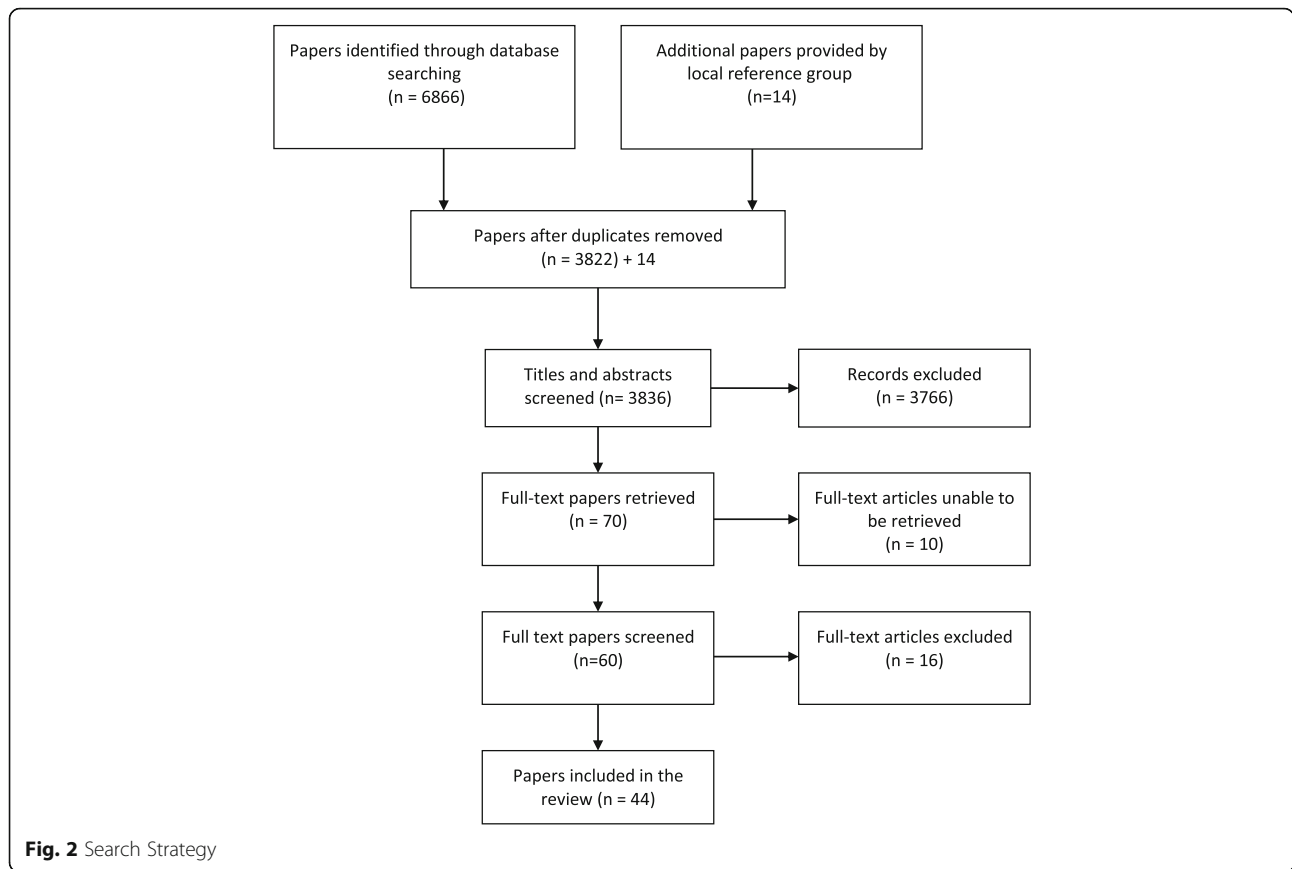 Papers identified through database
searching
(n = 6866)
Additional papers provided by
local reference group
(n=14)
Papers after duplicates removed
(n = 3822) + 14
Titles and abstracts
screened (n= 3836)
Records excluded
(n = 3766)
Full-text papers retrieved
(n = 70)
Full-text articles unable to
be retrieved
(n = 10)
Full text papers screened
(n=60)
Full-text articles excluded
(n = 16)
Papers included in the
review (n = 44)
Fig. 2 Search Strategy